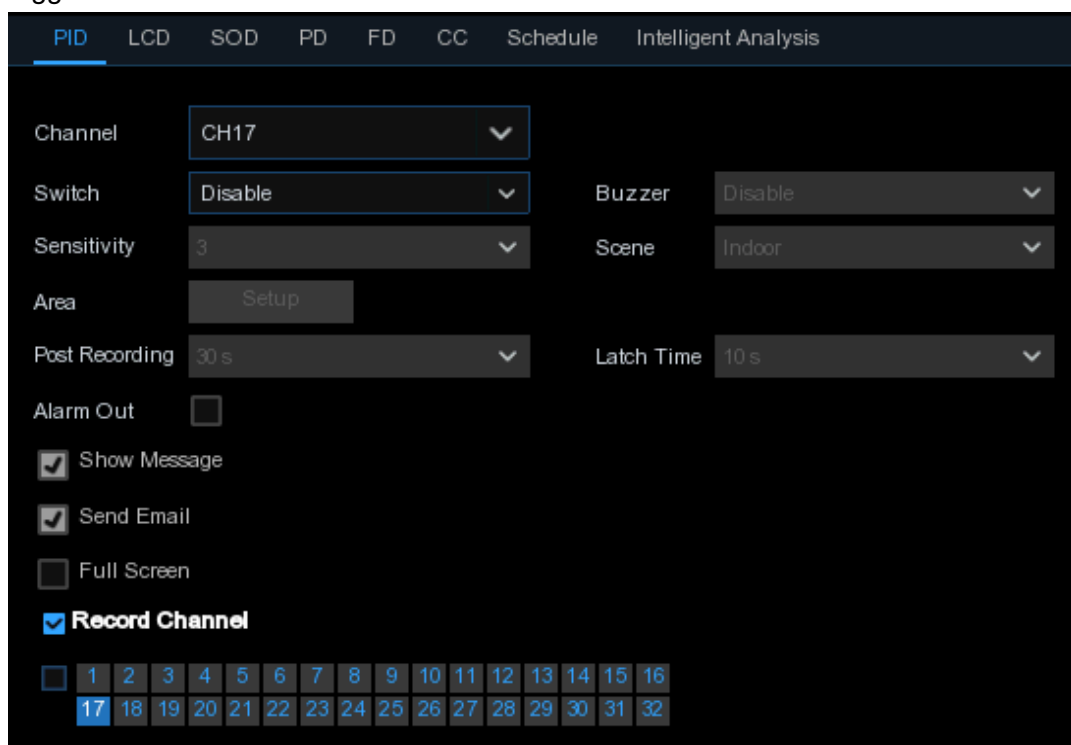 PID LCD SOD PD FD CC Schedule Intelligent Analysis
Channel CH17
Switch Disable Buzzer Disable
Sensitivity 3 Scene Indoor
Area Setup
Post Recording 30 s Latch Time 10 s
Alarm Out
Show Message
Send Email
Full Screen
Record Channel
1 2 3 4 5 6 7 8 9 10 11 12 13 14 15 16
17 18 19 20 21 22 23 24 25 26 27 28 29 30 31 32